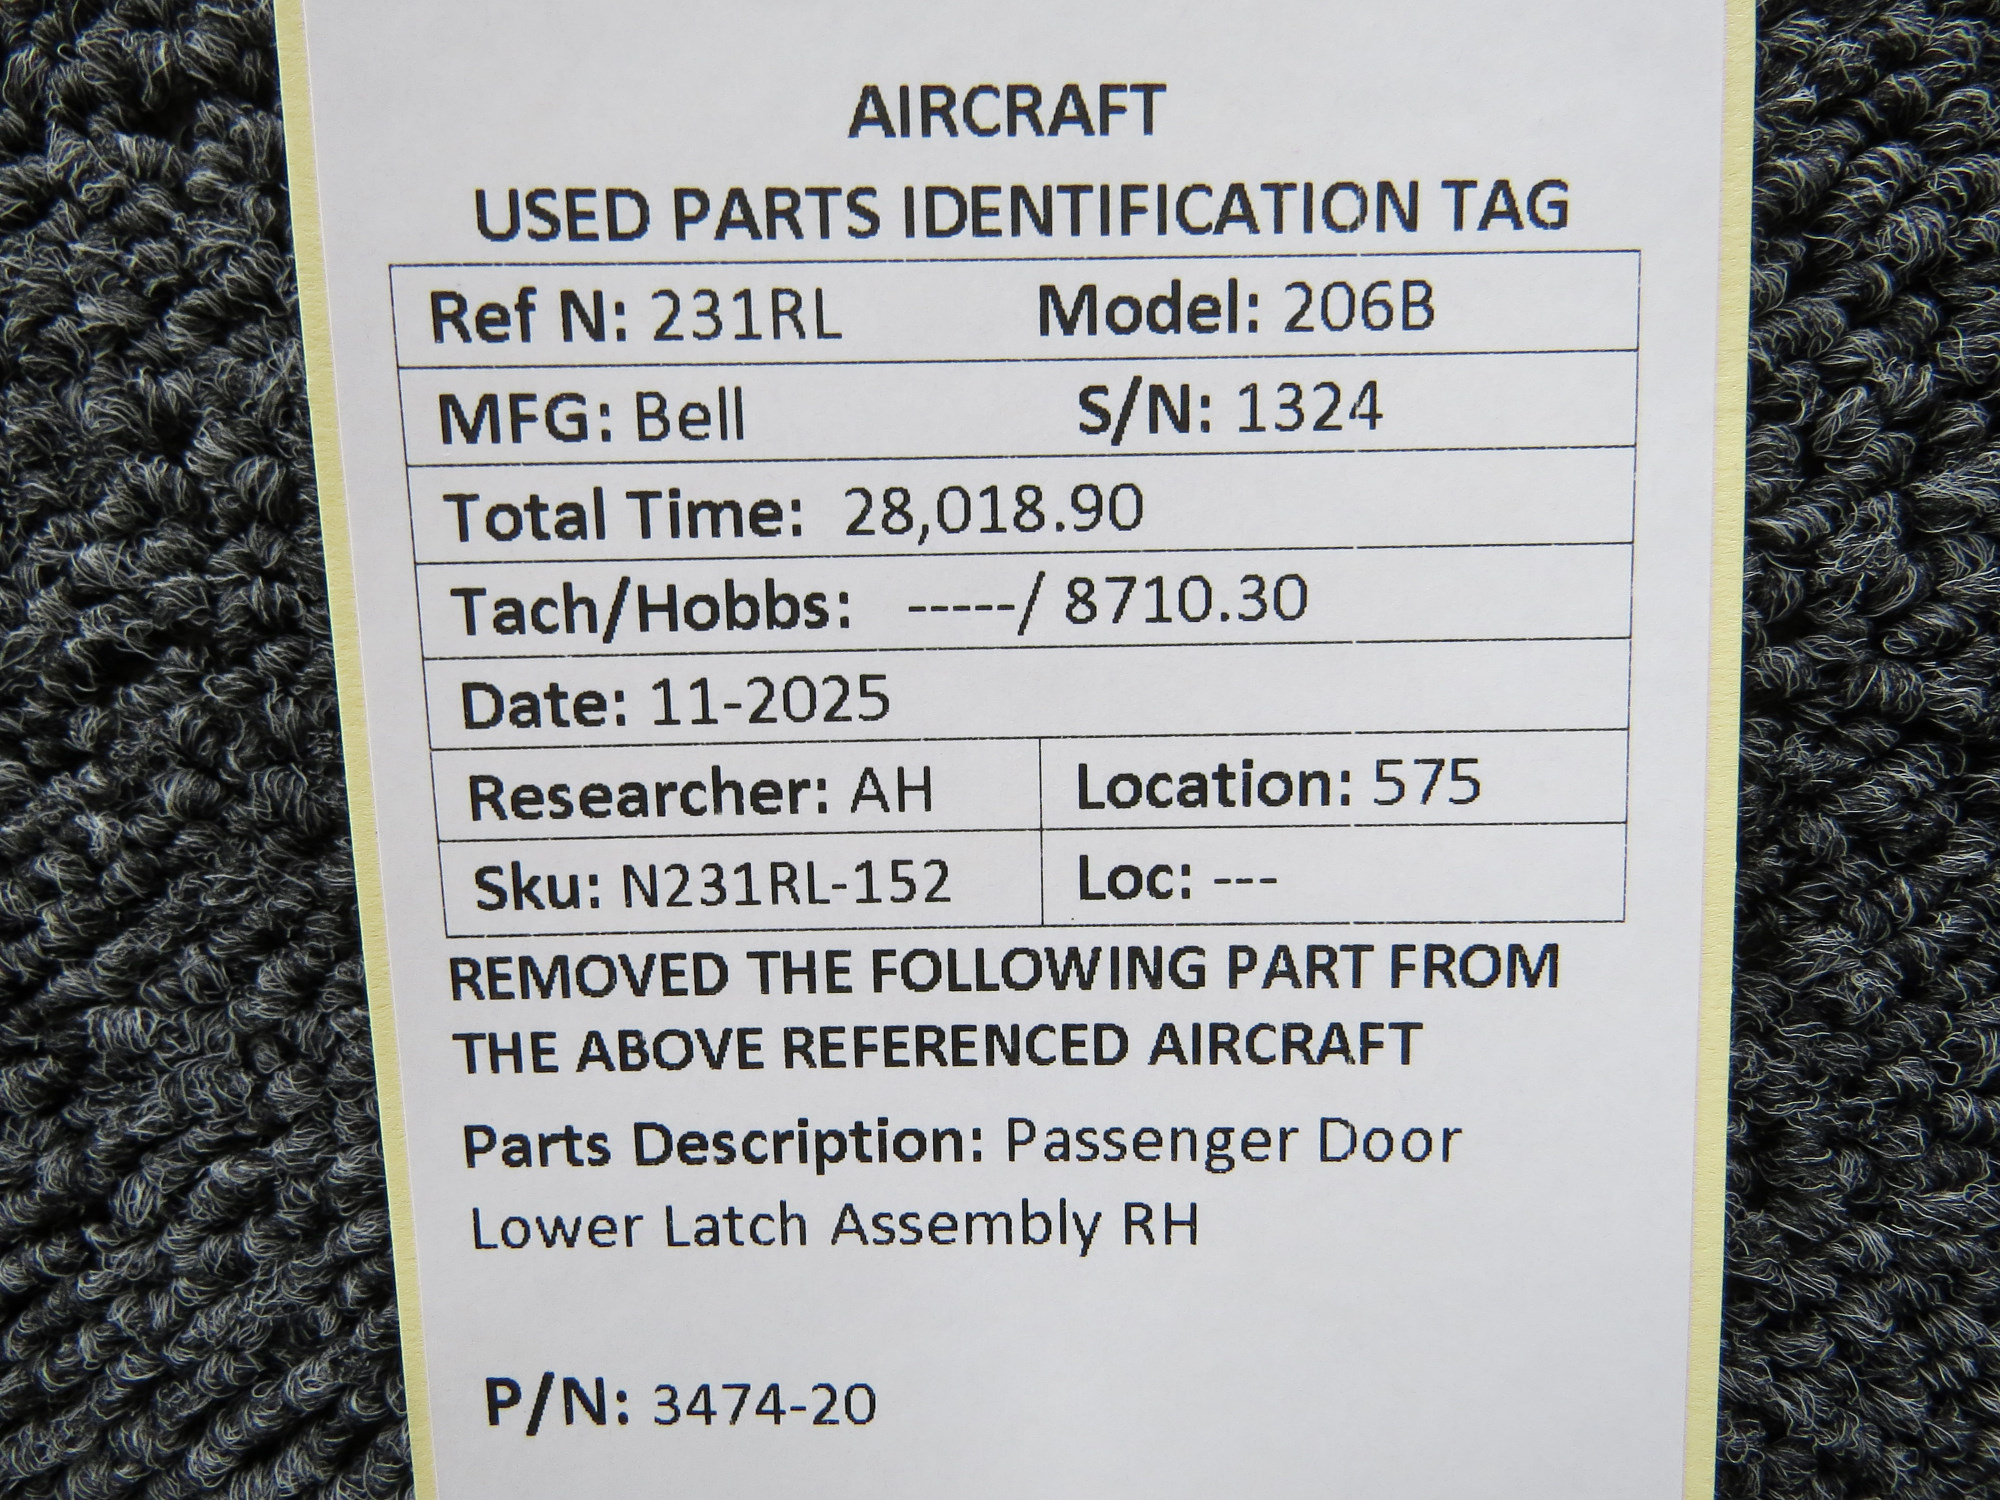 AIRCRAFT
USED PARTS IDENTIFICATION TAG
Ref N: 231RL Model: 206B
MFG: Bell S/N: 1324
Total Time: 28,018.90
Tach/Hobbs: -----/ 8710.30
Date: 11-2025
Researcher: AH Location: 575
Sku: N231RL-152 Loc: ---
REMOVED THE FOLLOWING PART FROM
THE ABOVE REFERENCED AIRCRAFT
Parts Description: Passenger Door
Lower Latch Assembly RH
P/N: 3474-20